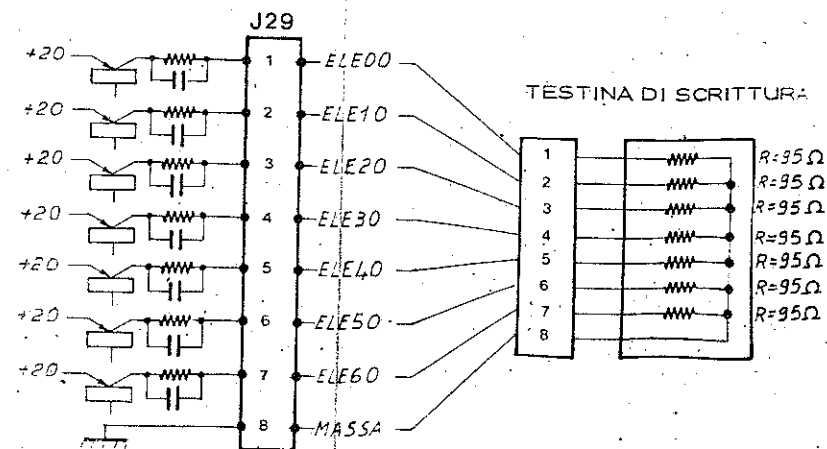 J29
+20 1 ELE00
+20 2 ELE10
+20 3 ELE20
+20 4 ELE30
+20 5 ELE40
+20 6 ELE50
+20 7 ELE60
8 MASSA
TESTINA DI SCRITTURA
1 R=95Ω
2 R=95Ω
3 R=95Ω
4 R=95Ω
5 R=95Ω
6 R=95Ω
7 R=95Ω
8